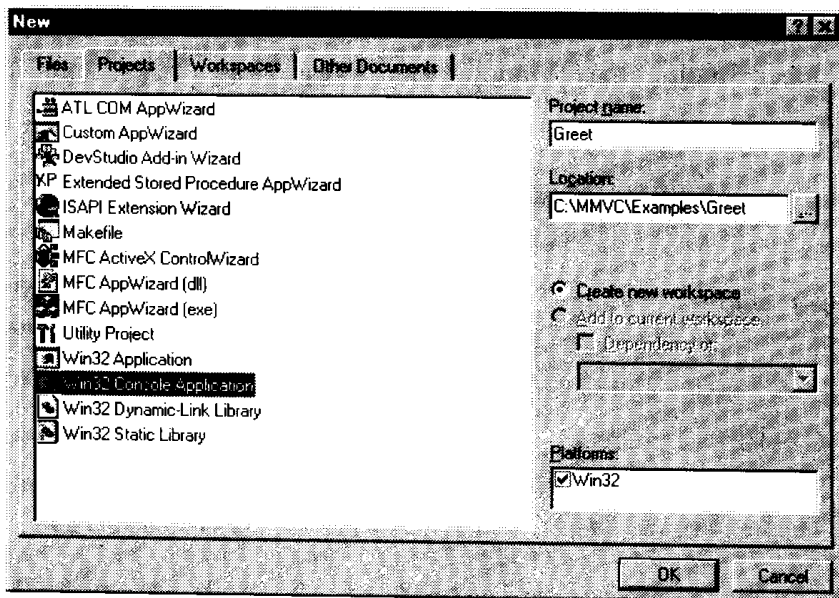 New
Files Projects Workspaces Other Documents
ATL COM AppWizard
Custom AppWizard
DevStudio Add-in Wizard
XP Extended Stored Procedure AppWizard
ISAPI Extension Wizard
Makefile
MFC ActiveX ControlWizard
MFC AppWizard (dll)
MFC AppWizard (exe)
Utility Project
Win32 Application
Win32 Console Application
Win32 Dynamic-Link Library
Win32 Static Library
Project name:
Greet
Location:
C:\MMVC\Examples\Greet
...
Create new workspace
Add to current workspace
Dependency of:
Platforms:
Win32
OK Cancel